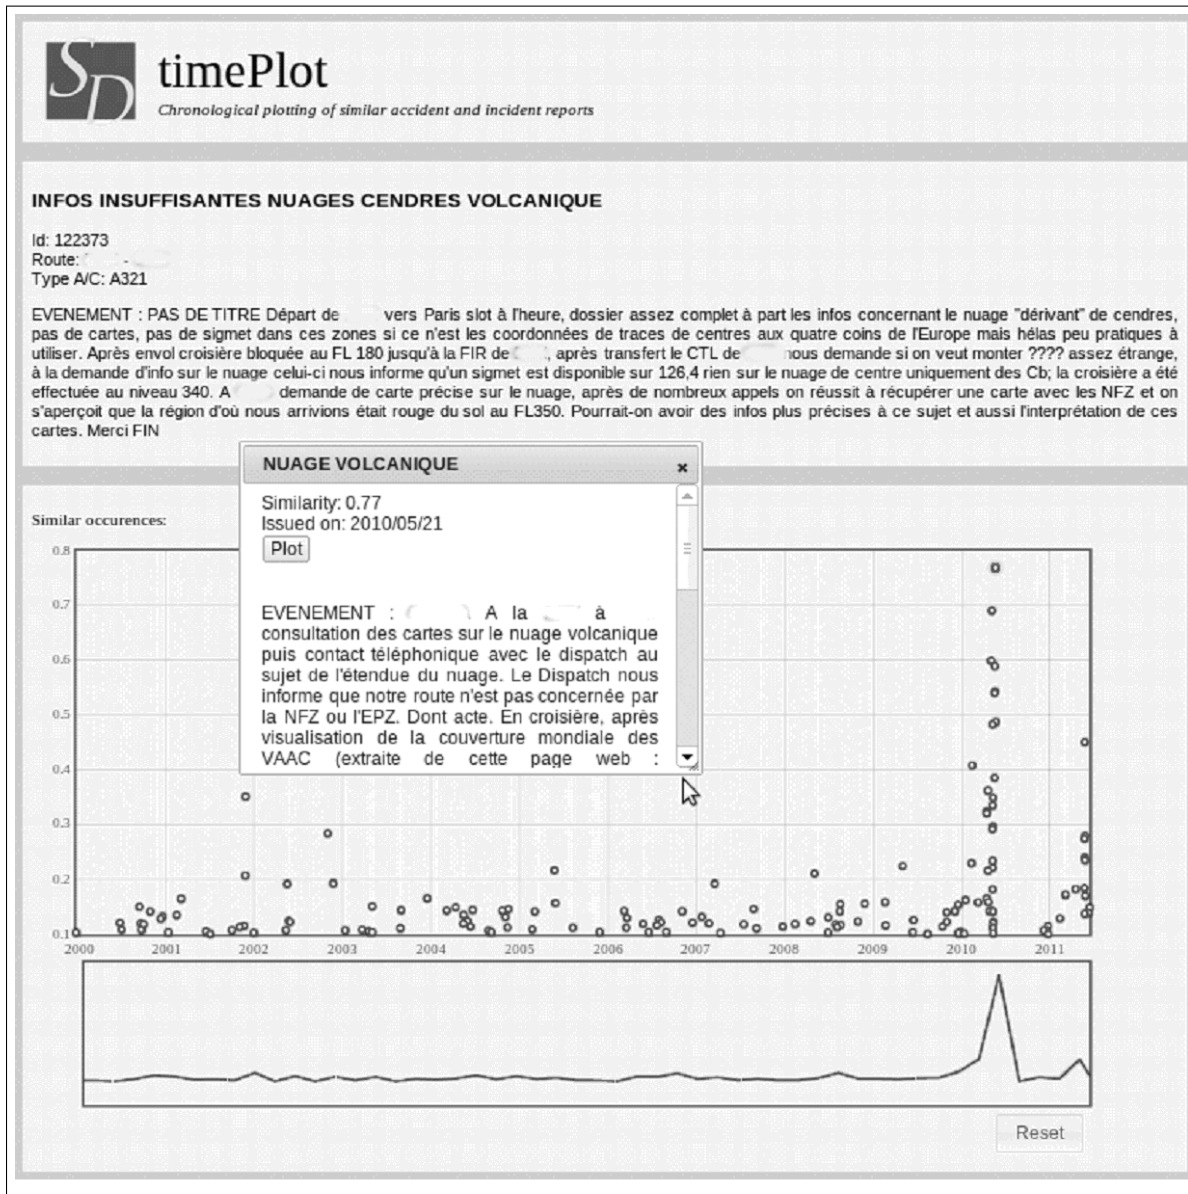 SD
timePlot
Chronological plotting of similar accident and incident reports
INFOS INSUFFISANTES NUAGES CENDRES VOLCANIQUE
Id: 122373
Route: -
Type A/C: A321
EVENEMENT : PAS DE TITRE Départ de vers Paris slot à l'heure, dossier assez complet à part les infos concernant le nuage "dérivant" de cendres,
pas de cartes, pas de sigmet dans ces zones si ce n'est les coordonnées de traces de centres aux quatre coins de l'Europe mais hélas peu pratiques à
utiliser. Après envol croisière bloquée au FL 180 jusqu'à la FIR de , après transfert le CTL de nous demande si on veut monter ???? assez étrange,
à la demande d'info sur le nuage celui-ci nous informe qu'un sigmet est disponible sur 126,4 rien sur le nuage de centre uniquement des Cb; la croisière a été
effectuée au niveau 340. A demande de carte précise sur le nuage, après de nombreux appels on réussit à récupérer une carte avec les NFZ et on
s'aperçoit que la région d'où nous arrivions était rouge du sol au FL350. Pourrait-on avoir des infos plus précises à ce sujet et aussi l'interprétation de ces
cartes. Merci FIN
NUAGE VOLCANIQUE
Similarity: 0.77
Issued on: 2010/05/21
Plot
EVENEMENT : A la à
consultation des cartes sur le nuage volcanique
puis contact téléphonique avec le dispatch au
sujet de l'étendue du nuage. Le Dispatch nous
informe que notre route n'est pas concernée par
la NFZ ou l'EPZ. Dont acte. En croisière, après
visualisation de la couverture mondiale des
VAAC (extraite de cette page web :
Similar occurences:
0.8
0.7
0.6
0.5
0.4
0.3
0.2
0.1
2000 2001 2002 2003 2004 2005 2006 2007 2008 2009 2010 2011
Reset